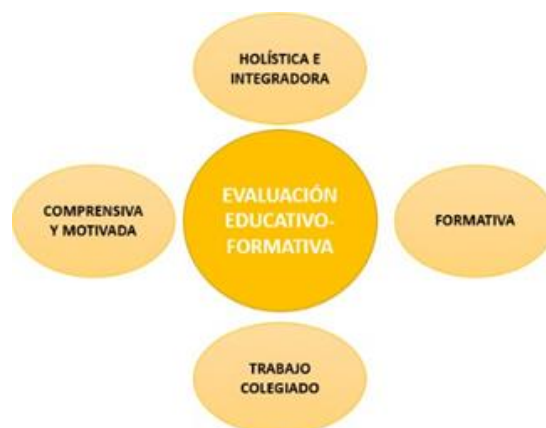 HOLÍSTICA E
INTEGRADORA
EVALUACIÓN
EDUCATIVO-
FORMATIVA
COMPRENSIVA
Y MOTIVADA
FORMATIVA
TRABAJO
COLEGIADO